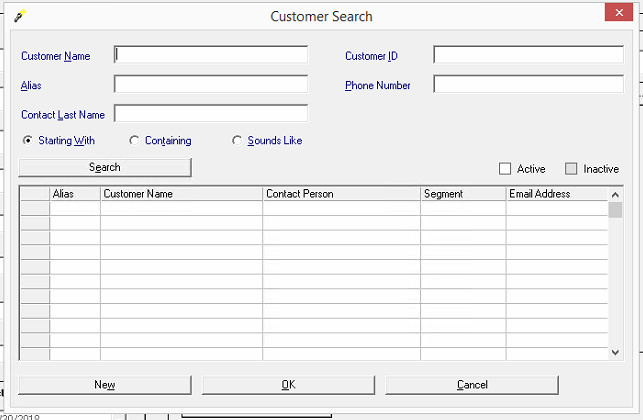 Customer Search
Customer Name
Customer ID
Alias
Phone Number
Contact Last Name
Starting With
Containing
Sounds Like
Search
Active
Inactive
Alias Customer Name Contact Person Segment Email Address
New
OK
Cancel
/20/2018